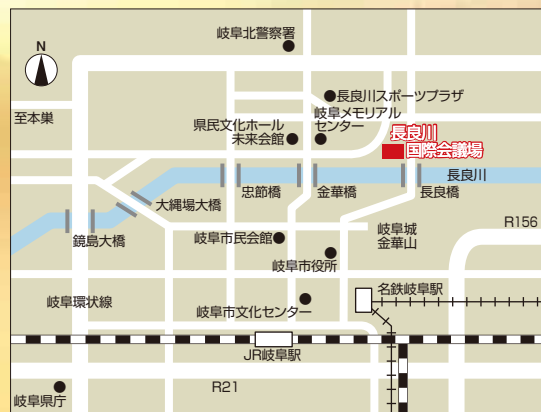 岐阜北警察署
N
長良川スポーツプラザ
至本巣
岐阜メモリアル
センター
県民文化ホール
未来会館
長良川
国際会議場
長良川
忠節橋
金華橋
長良橋
大縄場大橋
鏡島大橋
岐阜市民会館
岐阜城
金華山
R156
岐阜市役所
名鉄岐阜駅
岐阜環状線
岐阜市文化センター
JR岐阜駅
R21
岐阜県庁